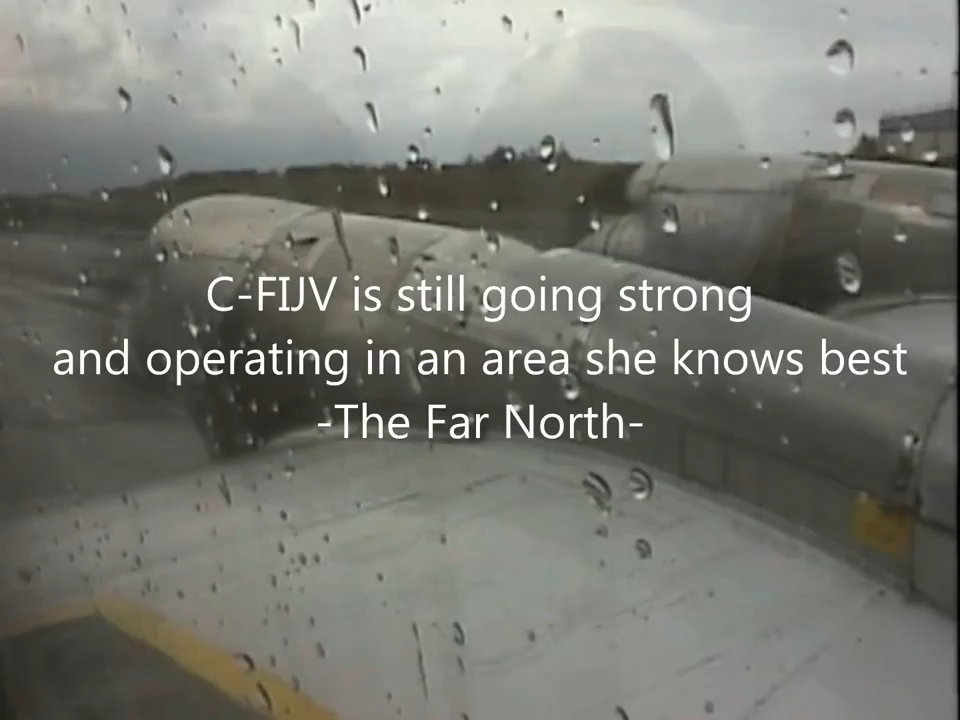 C-FIJV is still going strong
and operating in an area she knows best
-The Far North-